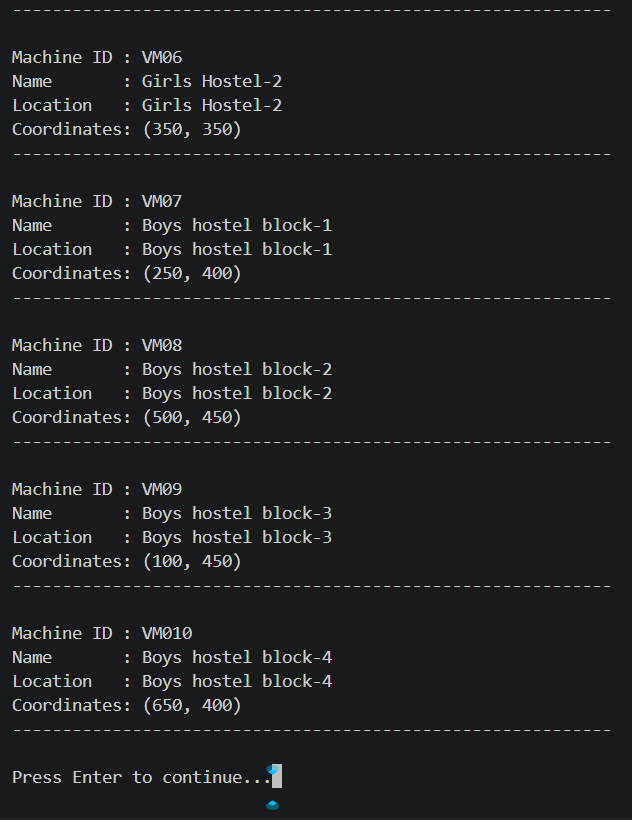 ------------------------------------------------------------
Machine ID : VM06
Name       : Girls Hostel-2
Location   : Girls Hostel-2
Coordinates: (350, 350)
------------------------------------------------------------
Machine ID : VM07
Name       : Boys hostel block-1
Location   : Boys hostel block-1
Coordinates: (250, 400)
------------------------------------------------------------
Machine ID : VM08
Name       : Boys hostel block-2
Location   : Boys hostel block-2
Coordinates: (500, 450)
------------------------------------------------------------
Machine ID : VM09
Name       : Boys hostel block-3
Location   : Boys hostel block-3
Coordinates: (100, 450)
------------------------------------------------------------
Machine ID : VM010
Name       : Boys hostel block-4
Location   : Boys hostel block-4
Coordinates: (650, 400)
------------------------------------------------------------
Press Enter to continue...